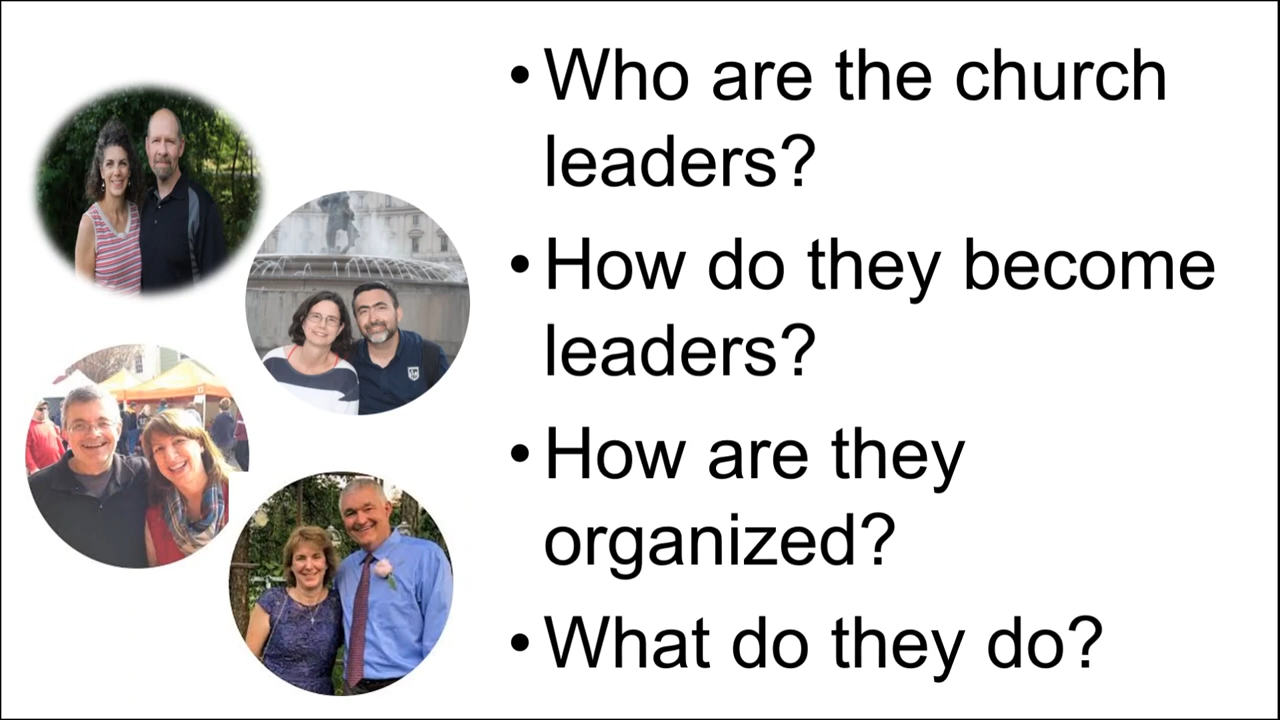 • Who are the church
leaders?
• How do they become
leaders?
• How are they
organized?
• What do they do?